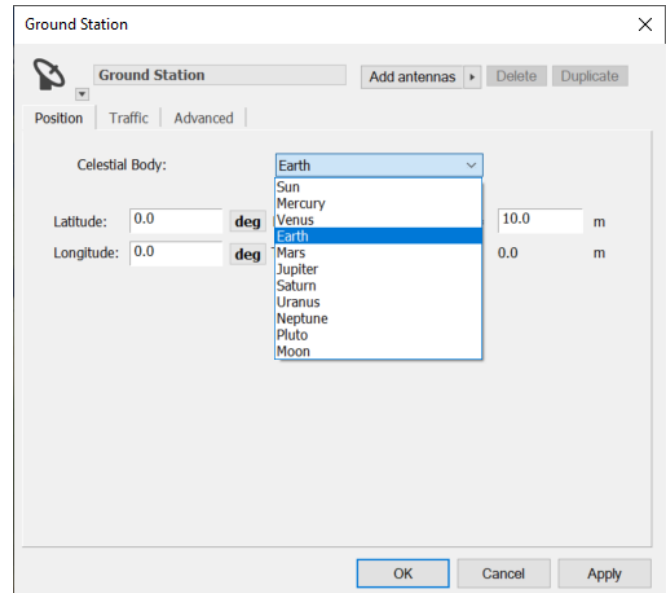 Ground Station
Ground Station
Add antennas
Delete
Duplicate
Position
Traffic
Advanced
Celestial Body:
Earth
Sun
Mercury
Venus
Earth
Mars
Jupiter
Saturn
Uranus
Neptune
Pluto
Moon
Latitude:
0.0
deg
10.0
m
Longitude:
0.0
deg
0.0
m
OK
Cancel
Apply